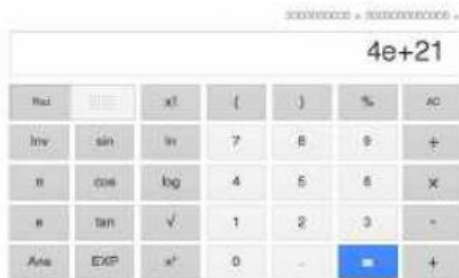 4e+21
Rad x! ( ) % AC
Inv sin ln 7 8 9 ÷
π cos log 4 5 6 ×
e tan √ 1 2 3 -
Ans EXP 0 . = +